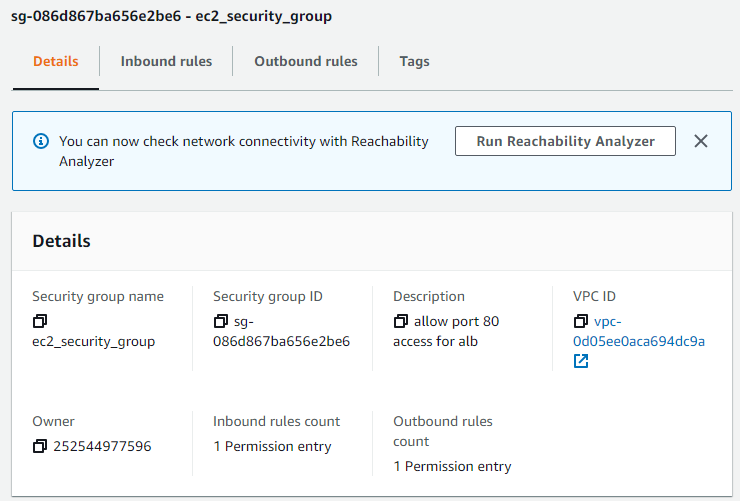 sg-086d867ba656e2be6 - ec2_security_group
Details
Inbound rules
Outbound rules
Tags
You can now check network connectivity with Reachability
Analyzer
Run Reachability Analyzer
Details
Security group name
ec2_security_group
Security group ID
sg-
086d867ba656e2be6
Description
allow port 80
access for alb
VPC ID
vpc-
0d05ee0aca694dc9a
Owner
252544977596
Inbound rules count
1 Permission entry
Outbound rules
count
1 Permission entry